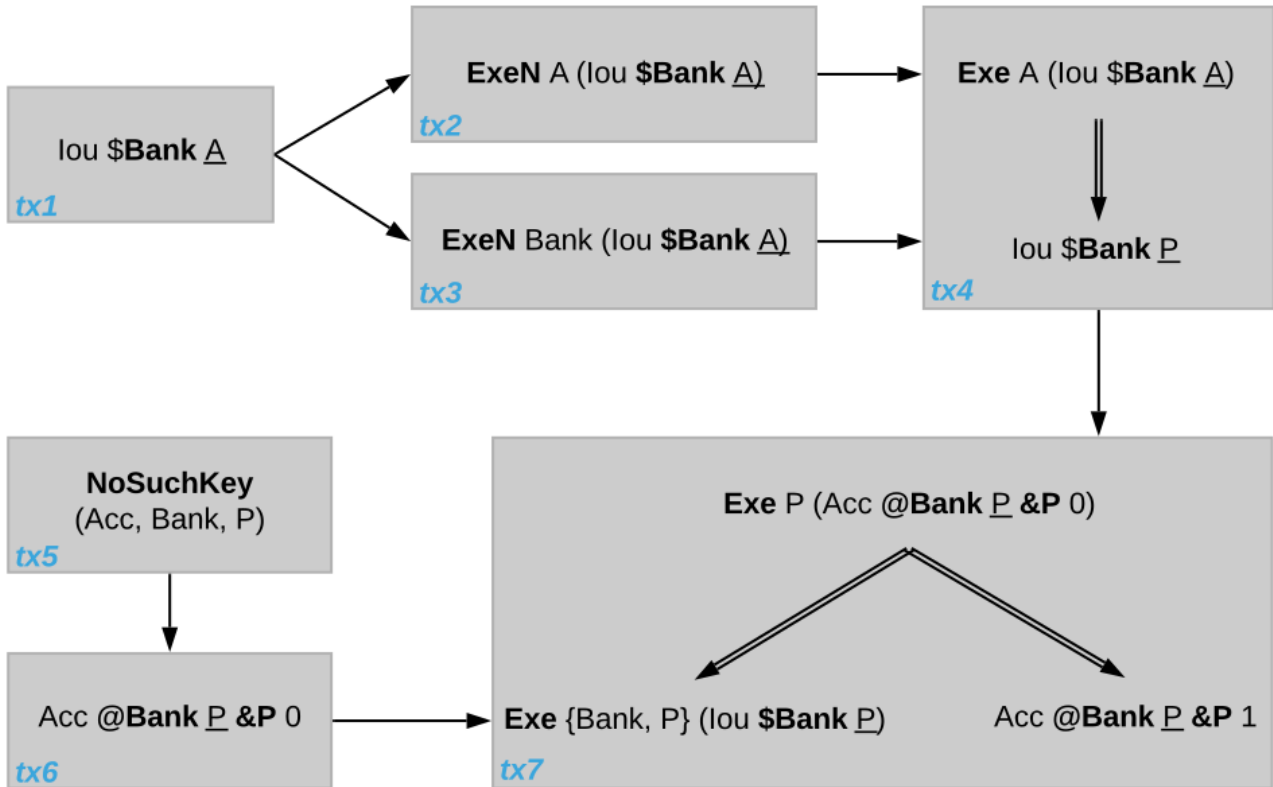 Iou $Bank A
tx1
ExeN A (Iou $Bank A)
tx2
ExeN Bank (Iou $Bank A)
tx3
Exe A (Iou $Bank A)
Iou $Bank P
tx4
NoSuchKey
(Acc, Bank, P)
tx5
Acc @Bank P &P 0
tx6
Exe P (Acc @Bank P &P 0)
Exe {Bank, P} (Iou $Bank P)
Acc @Bank P &P 1
tx7